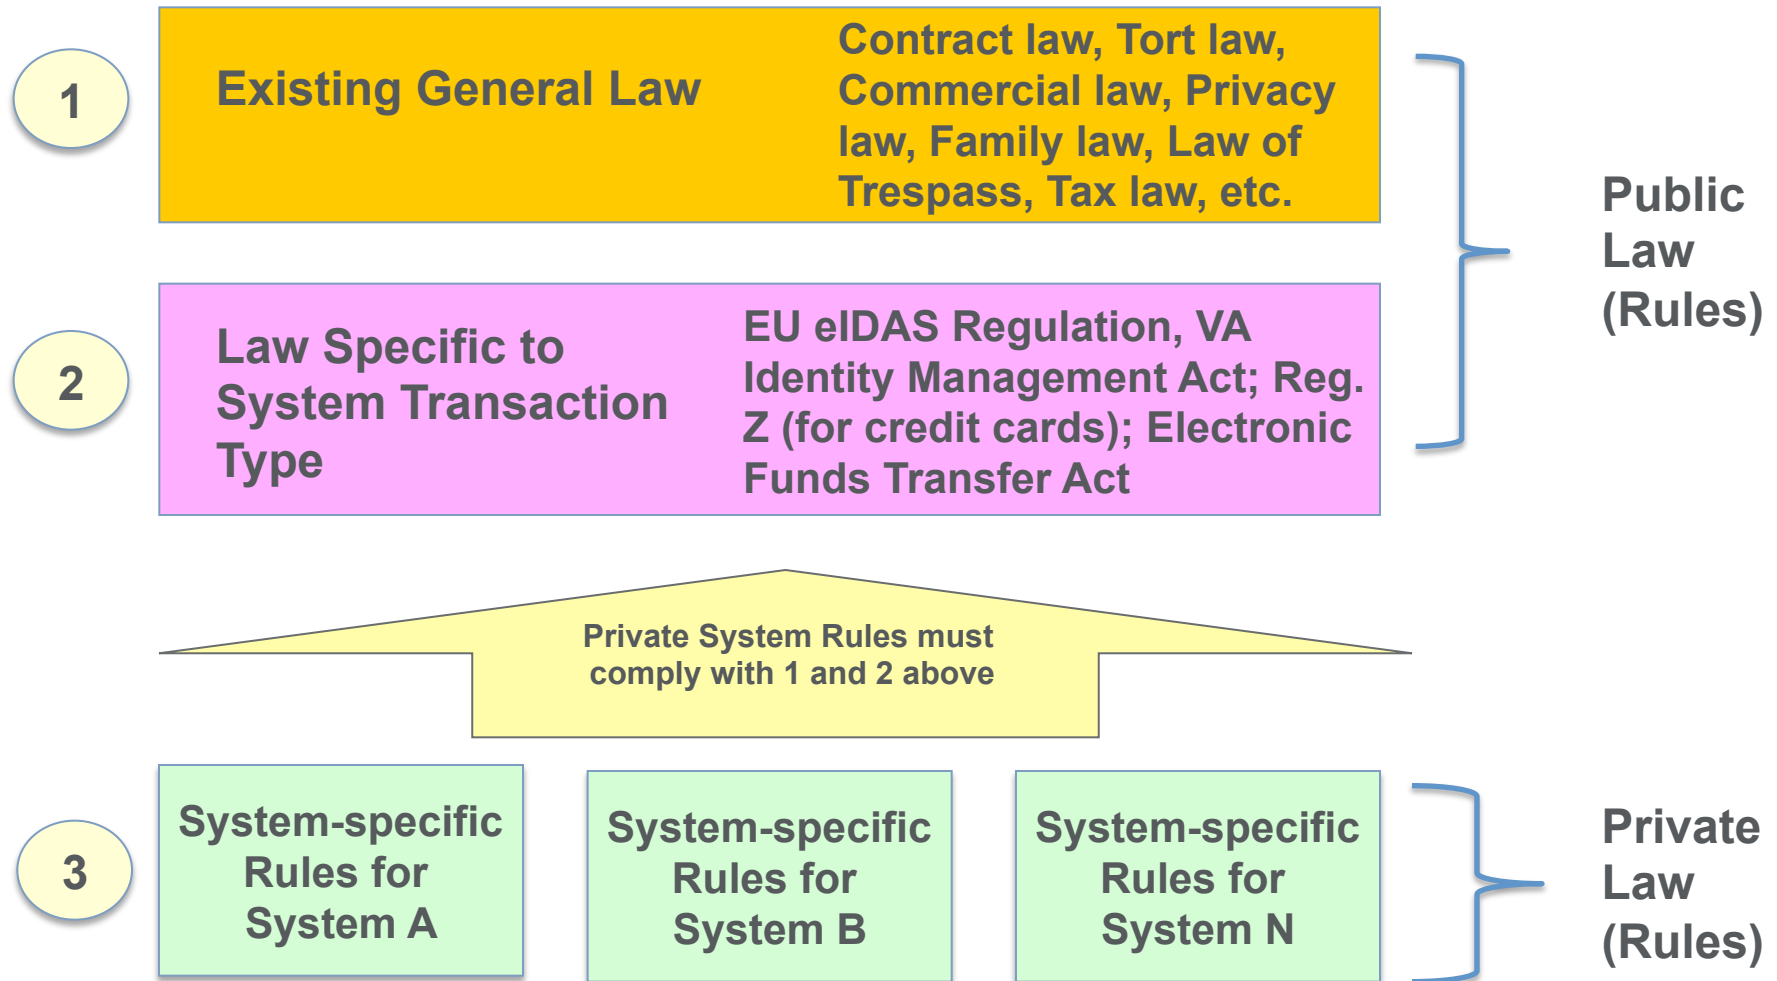 1
Existing General Law
Contract law, Tort law,
Commercial law, Privacy
law, Family law, Law of
Trespass, Tax law, etc.
Public
Law
(Rules)
2
Law Specific to
System Transaction
Type
EU eIDAS Regulation, VA
Identity Management Act; Reg.
Z (for credit cards); Electronic
Funds Transfer Act
Private System Rules must
comply with 1 and 2 above
3
System-specific
Rules for
System A
System-specific
Rules for
System B
System-specific
Rules for
System N
Private
Law
(Rules)